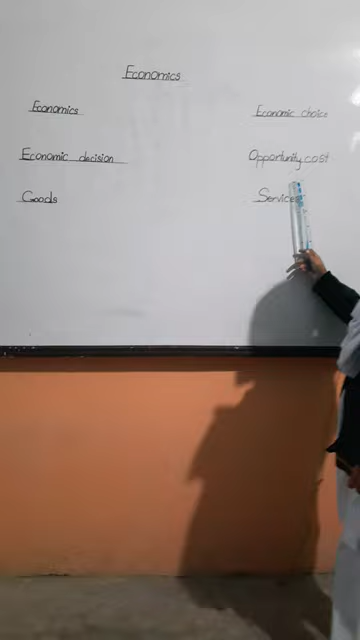 Economics
Economics
Economic choice
Economic decision
Opportunity cost
Goods
Services